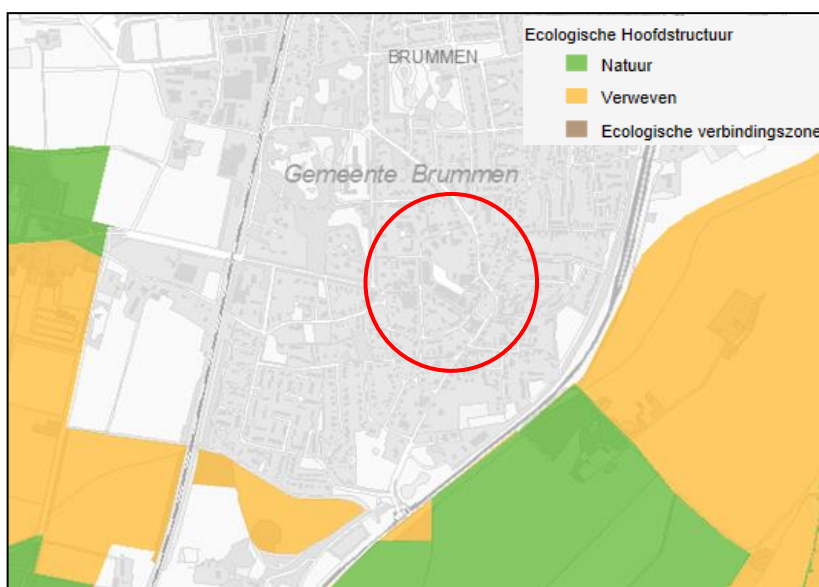 Ecologische Hoofdstructuur
Natuur
Verweven
Ecologische verbindingszone
BRUMMEN
Gemeente Brummen